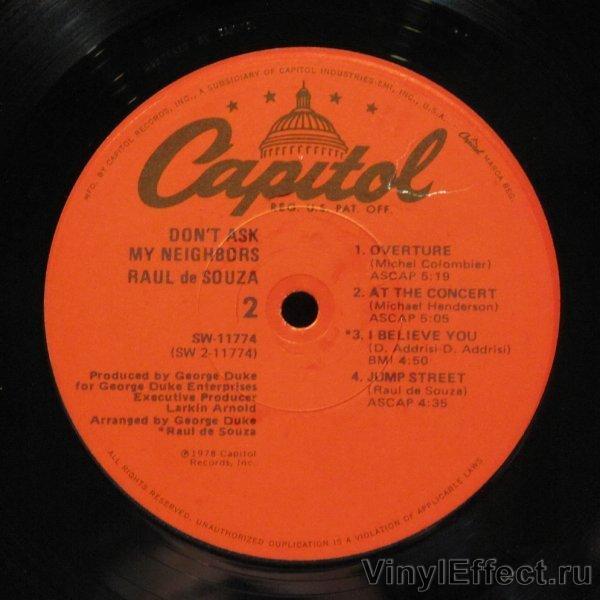 MFD. BY CAPITOL RECORDS, INC., A SUBSIDIARY OF CAPITOL INDUSTRIES-EMI, INC., U.S.A.
Capitol MARCA REG.
Capitol
REG. U.S. PAT. OFF.
DON'T ASK
MY NEIGHBORS
RAUL de SOUZA
2
SW-11774
(SW 2-11774)
Produced by George Duke
for George Duke Enterprises
Executive Producer
Larkin Arnold
Arranged by George Duke
*Raul de Souza
℗1978 Capitol
Records, Inc.
1. OVERTURE
(Michel Colombier)
ASCAP 5:19
2. AT THE CONCERT
(Michael Henderson)
ASCAP 5:05
*3. I BELIEVE YOU
(D. Addrisi-D. Addrisi)
BMI 4:50
4. JUMP STREET
(Raul de Souza)
ASCAP 4:35
ALL RIGHTS RESERVED. UNAUTHORIZED DUPLICATION IS A VIOLATION OF APPLICABLE LAWS
VinylEffect.ru